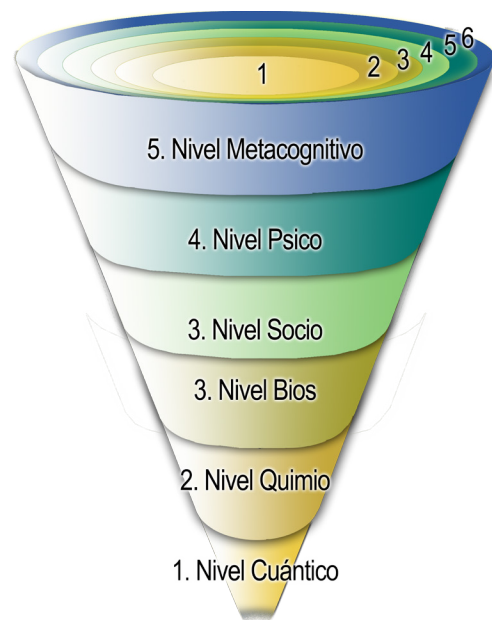 1 2 3 4 5 6
5. Nivel Metacognitivo
4. Nivel Psico
3. Nivel Socio
3. Nivel Bios
2. Nivel Quimio
1. Nivel Cuántico